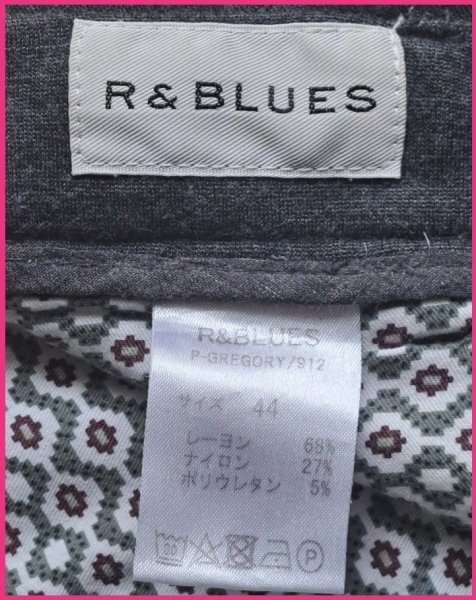 R & BLUES
R&BLUES
P-GREGORY/912
サイズ 44
レーヨン 68%
ナイロン 27%
ポリウレタン 5%
P